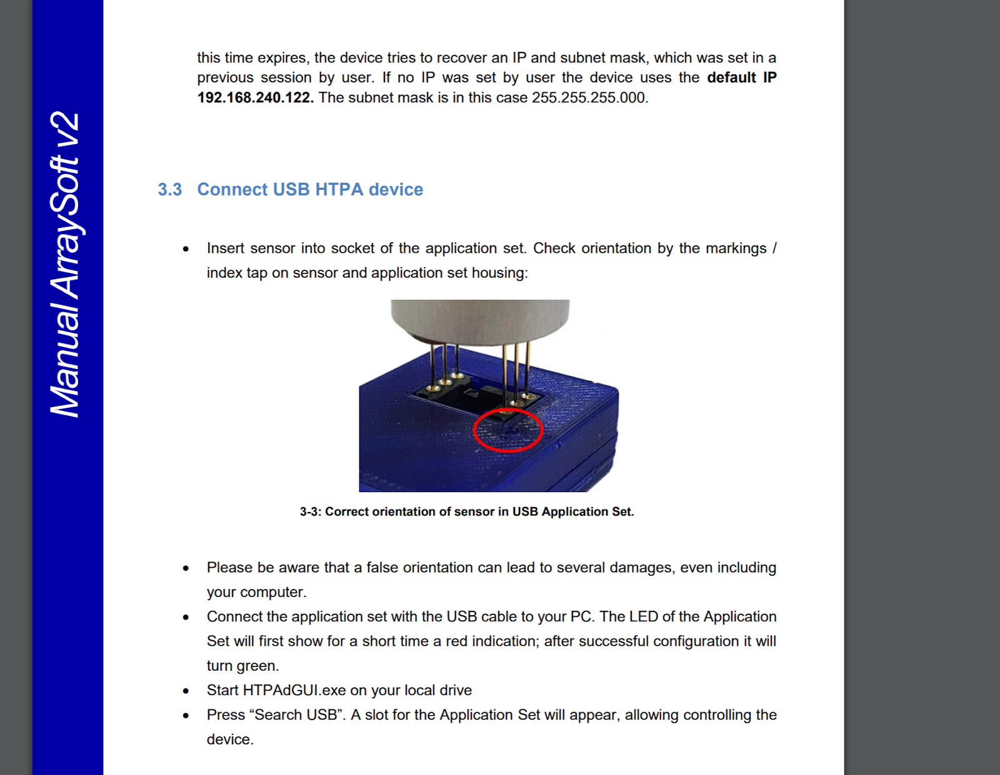 Manual ArraySoft v2
this time expires, the device tries to recover an IP and subnet mask, which was set in a
previous session by user. If no IP was set by user the device uses the default IP
192.168.240.122. The subnet mask is in this case 255.255.255.000.
3.3 Connect USB HTPA device
• Insert sensor into socket of the application set. Check orientation by the markings /
index tap on sensor and application set housing:
3-3: Correct orientation of sensor in USB Application Set.
• Please be aware that a false orientation can lead to several damages, even including
your computer.
• Connect the application set with the USB cable to your PC. The LED of the Application
Set will first show for a short time a red indication; after successful configuration it will
turn green.
• Start HTPAdGUI.exe on your local drive
• Press “Search USB”. A slot for the Application Set will appear, allowing controlling the
device.